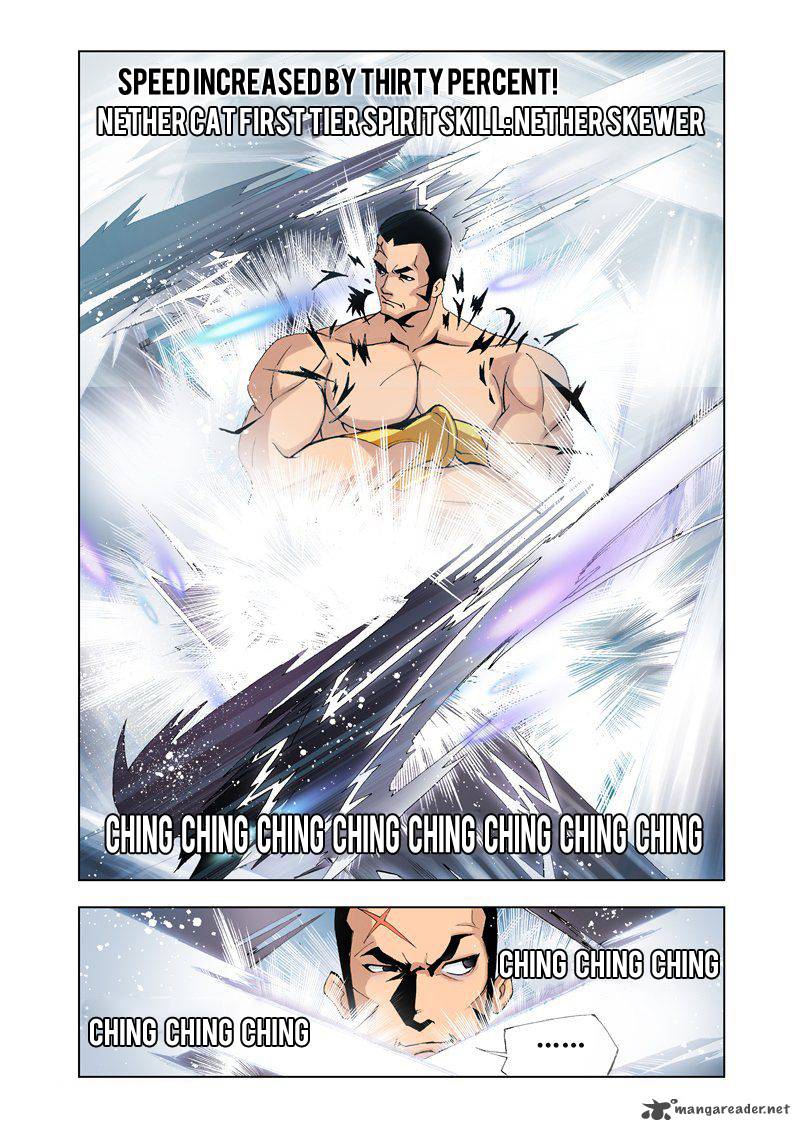 SPEED INCREASED BY THIRTY PERCENT!
NETHER CAT FIRST TIER SPIRIT SKILL: NETHER SKEWER
CHING CHING CHING CHING CHING CHING CHING CHING
CHING CHING CHING
CHING CHING CHING
......
mangareader.net